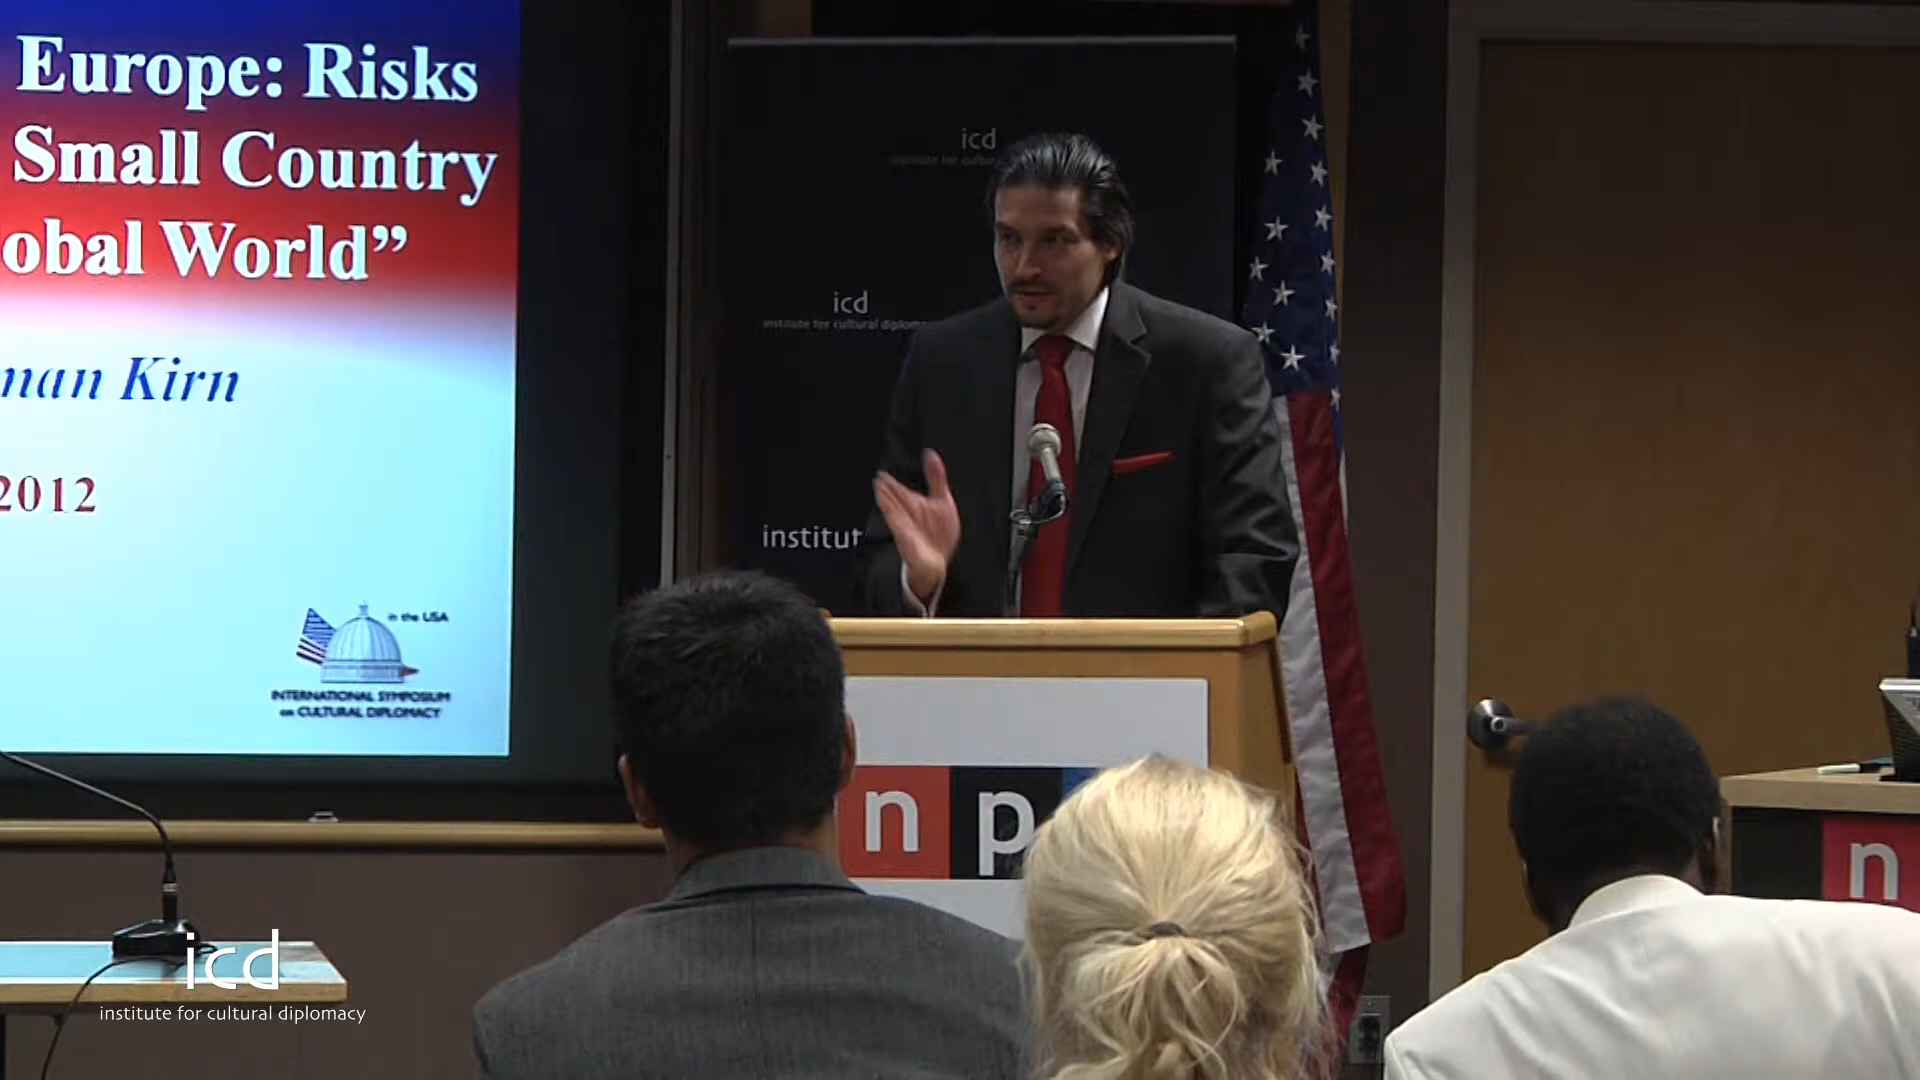 Europe: Risks
Small Country
obal World”
nan Kirn
2012
in the USA
INTERNATIONAL SYMPOSIUM
on CULTURAL DIPLOMACY
icd
icd
institute for cultural diplom
institut
n p
n
icd
institute for cultural diplomacy